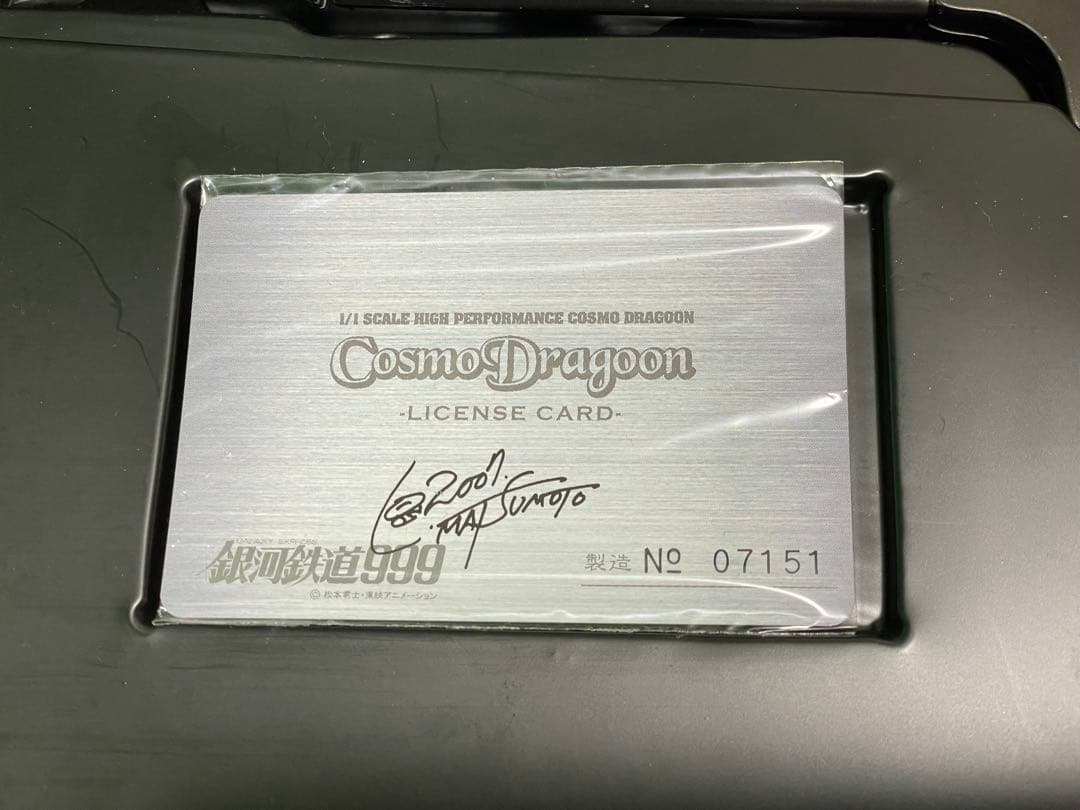 1/1 SCALE HIGH PERFORMANCE COSMO DRAGOON
Cosmo Dragoon
-LICENSE CARD-
2007.
MATSUMOTO
GALAXY EXPRESS
銀河鉄道999
© 松本零士・東映アニメーション
製造 Nº 07151